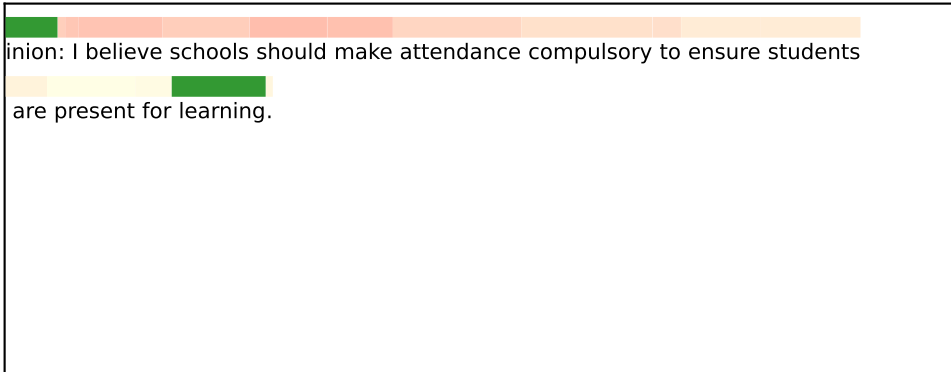 inion: I believe schools should make attendance compulsory to ensure students
are present for learning.